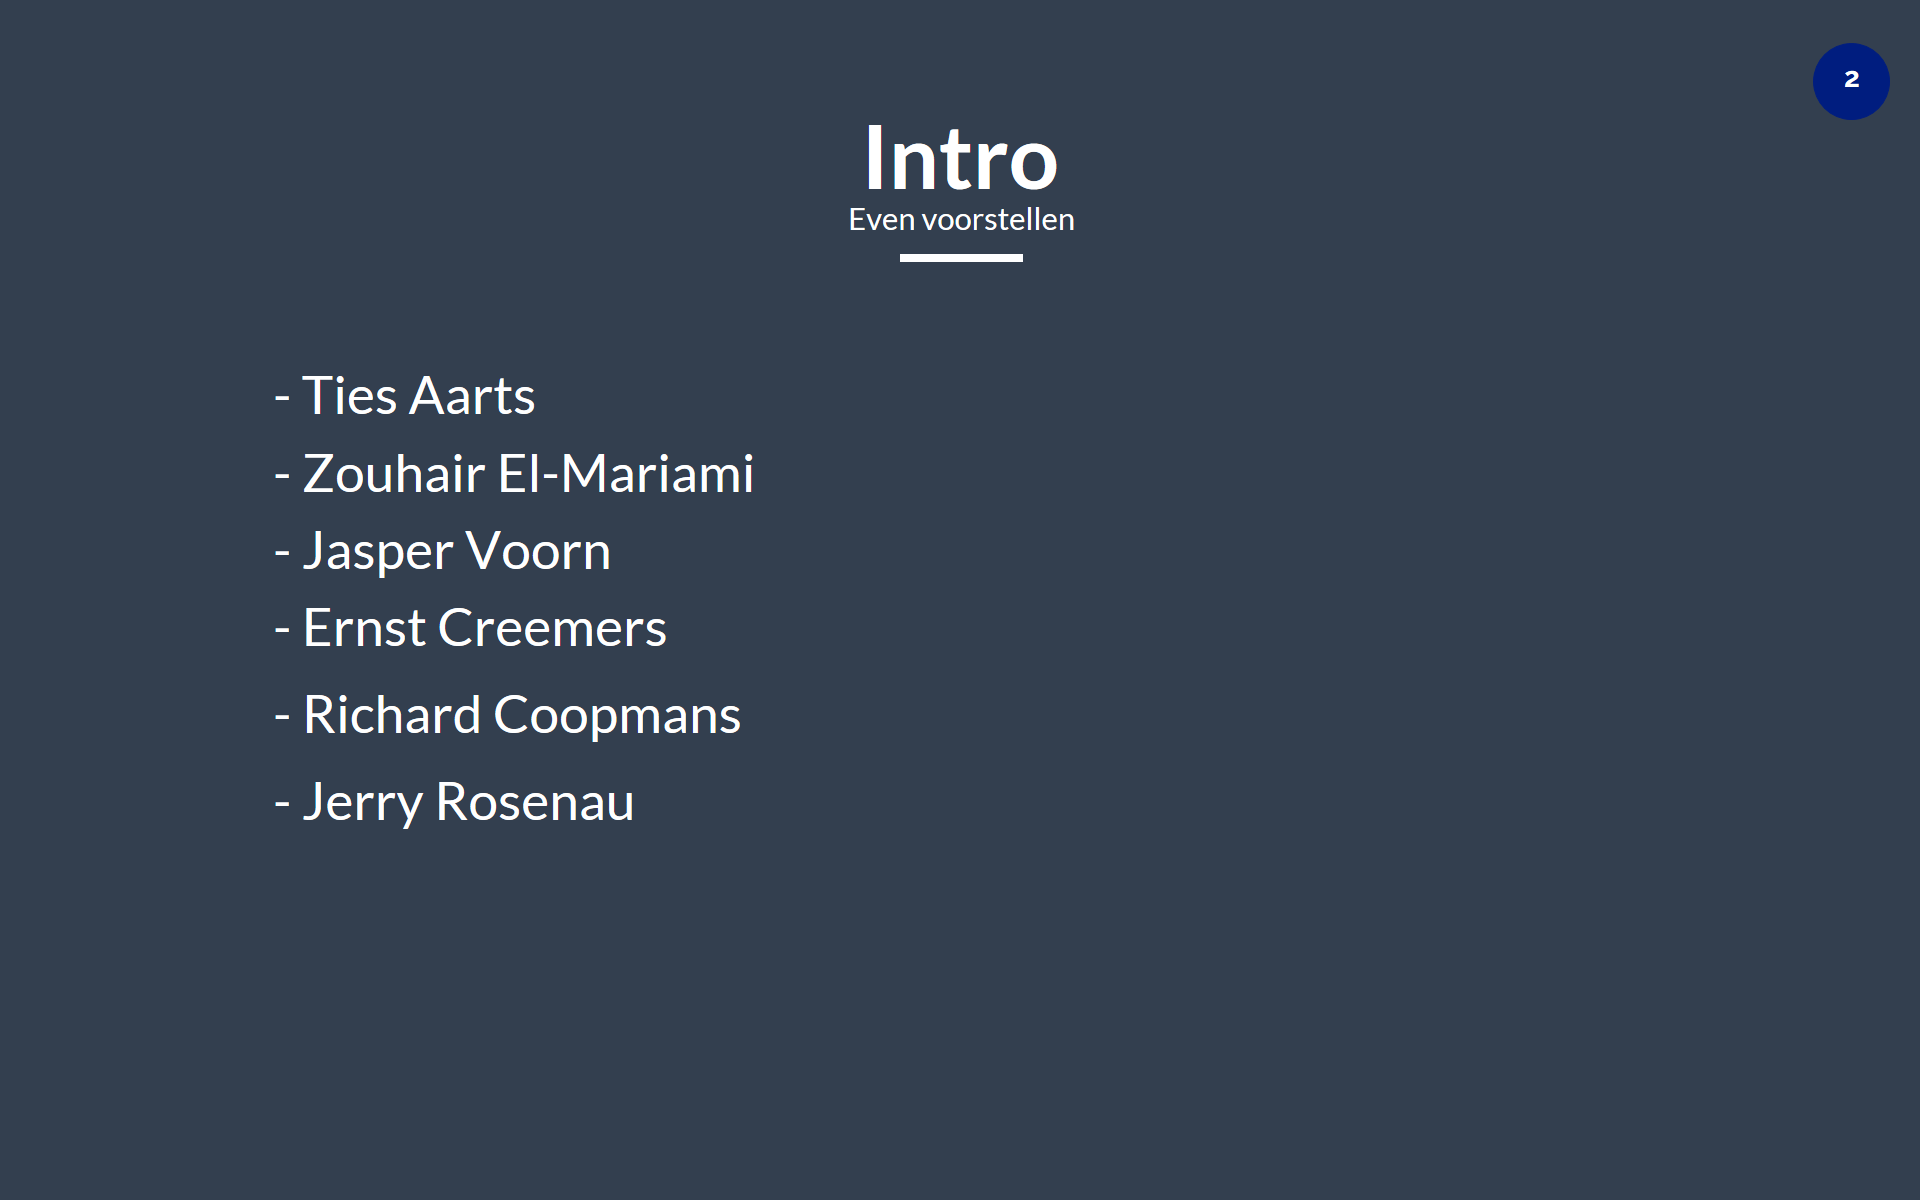 2
Intro
Even voorstellen
- Ties Aarts
- Zouhair El-Mariami
- Jasper Voorn
- Ernst Creemers
- Richard Coopmans
- Jerry Rosenau